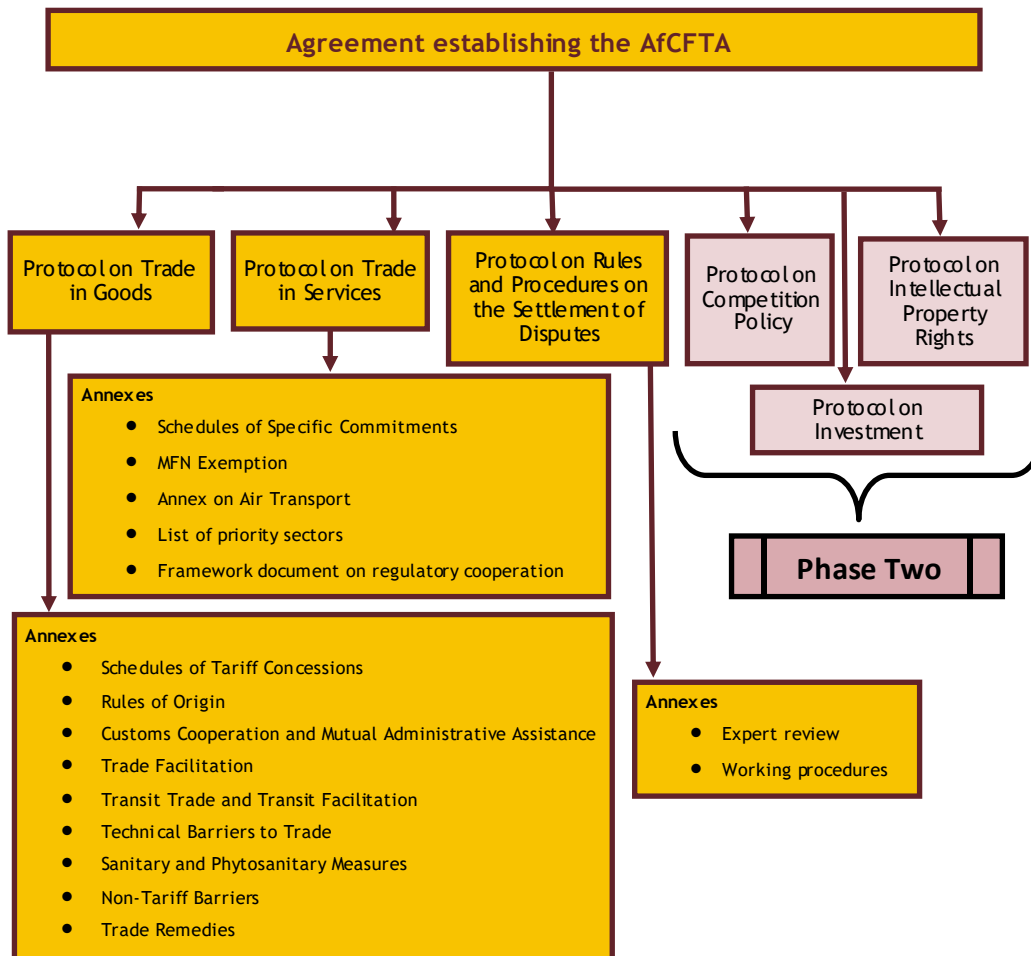 Agreement establishing the AfCFTA
Protocol on Trade
in Goods
Protocol on Trade
in Services
Protocol on Rules
and Procedures on
the Settlement of
Disputes
Protocol on
Competition
Policy
Protocol on
Intellectual
Property
Rights
Protocol on
Investment
Phase Two
Annexes
Schedules of Specific Commitments
MFN Exemption
Annex on Air Transport
List of priority sectors
Framework document on regulatory cooperation
Annexes
Schedules of Tariff Concessions
Rules of Origin
Customs Cooperation and Mutual Administrative Assistance
Trade Facilitation
Transit Trade and Transit Facilitation
Technical Barriers to Trade
Sanitary and Phytosanitary Measures
Non-Tariff Barriers
Trade Remedies
Annexes
Expert review
Working procedures